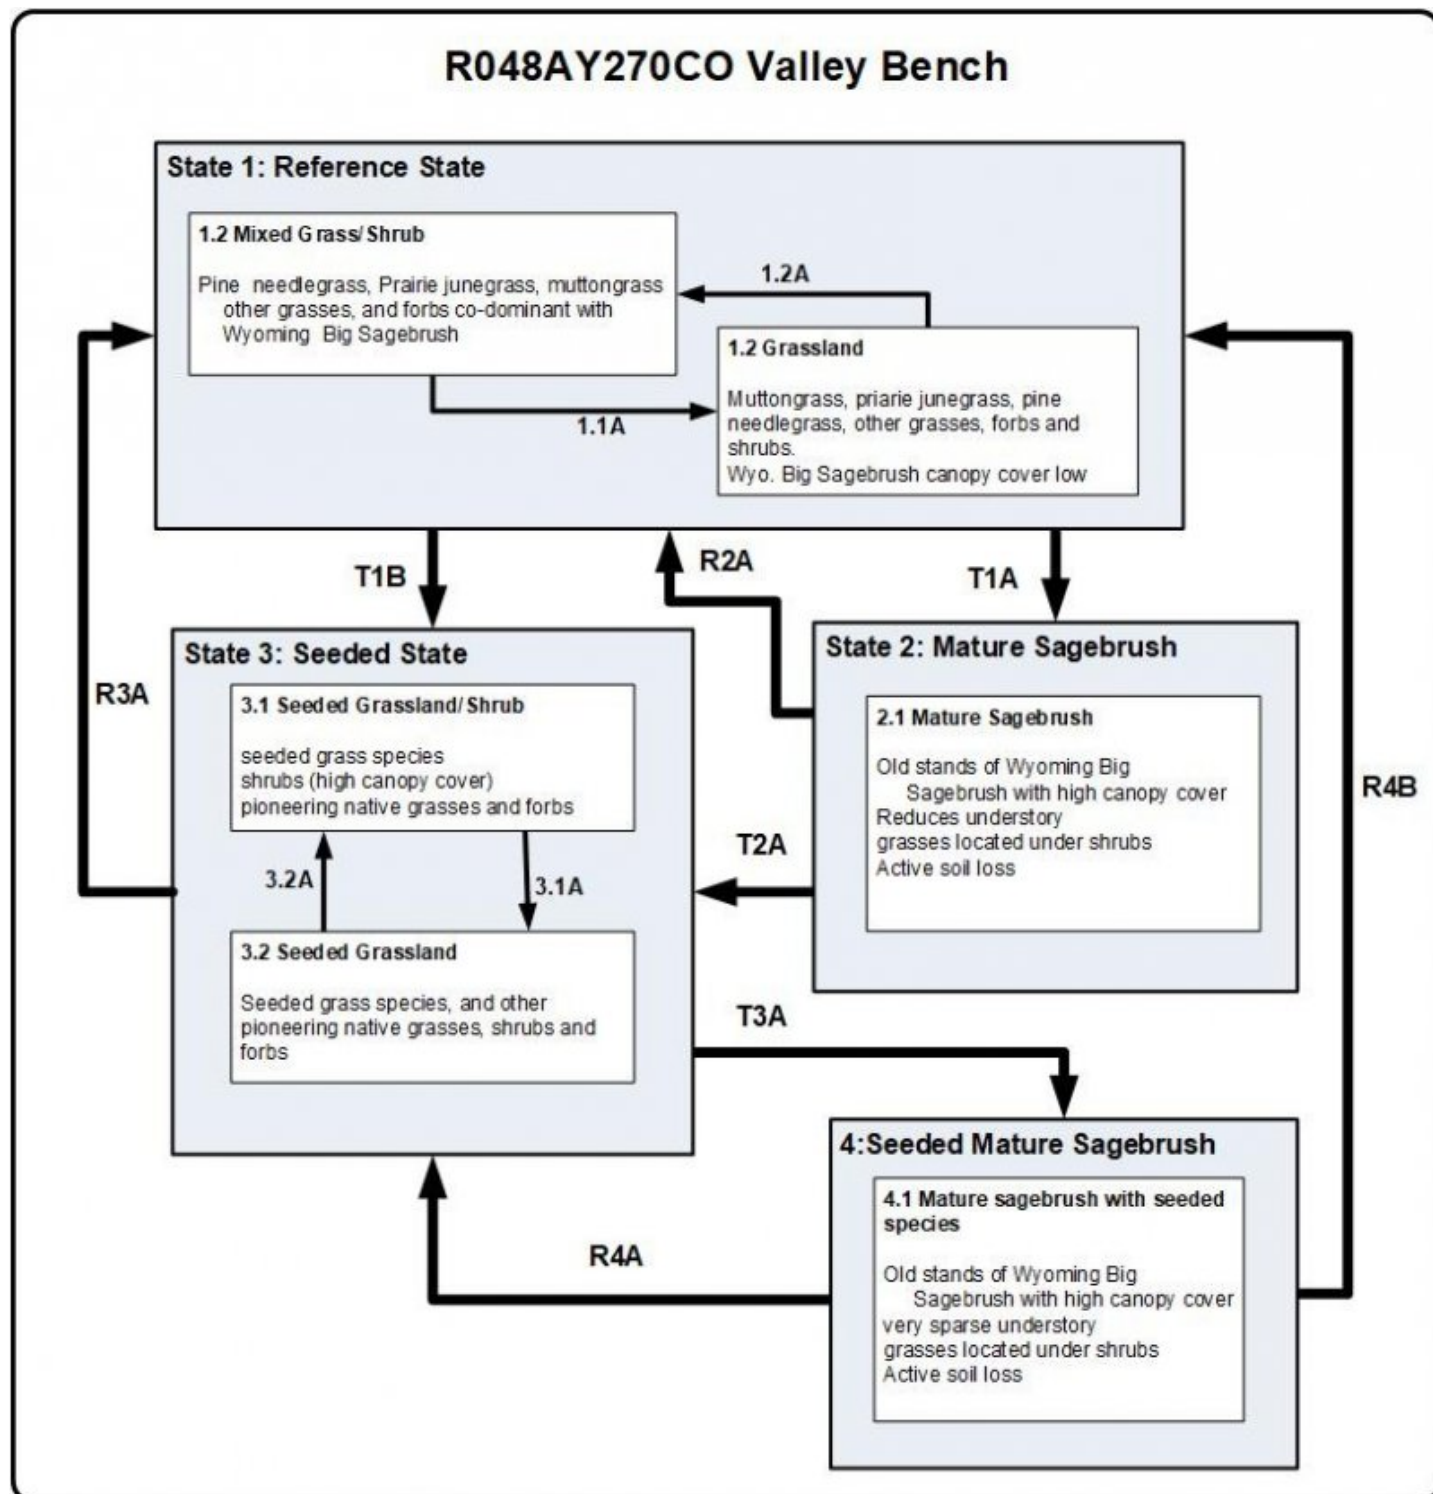 R048AY270CO Valley Bench
State 1: Reference State
1.2 Mixed Grass/Shrub
Pine needlegrass, Prairie junegrass, muttongrass
other grasses, and forbs co-dominant with
Wyoming Big Sagebrush
1.2A
1.2 Grassland
Muttongrass, priarie junegrass, pine
needlegrass, other grasses, forbs and
shrubs.
Wyo. Big Sagebrush canopy cover low
1.1A
T1B
R2A
T1A
State 3: Seeded State
3.1 Seeded Grassland/Shrub
seeded grass species
shrubs (high canopy cover)
pioneering native grasses and forbs
3.2A
3.1A
3.2 Seeded Grassland
Seeded grass species, and other
pioneering native grasses, shrubs and
forbs
R3A
State 2: Mature Sagebrush
2.1 Mature Sagebrush
Old stands of Wyoming Big
Sagebrush with high canopy cover
Reduces understory
grasses located under shrubs
Active soil loss
R4B
T2A
T3A
4:Seeded Mature Sagebrush
4.1 Mature sagebrush with seeded
species
Old stands of Wyoming Big
Sagebrush with high canopy cover
very sparse understory
grasses located under shrubs
Active soil loss
R4A